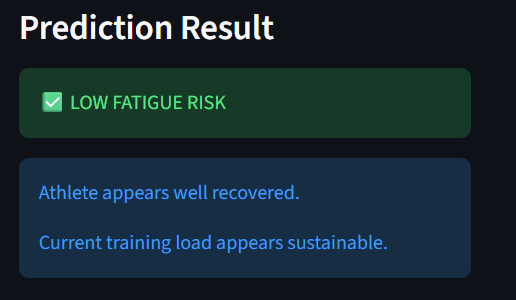 Prediction Result
✅ LOW FATIGUE RISK
Athlete appears well recovered.
Current training load appears sustainable.